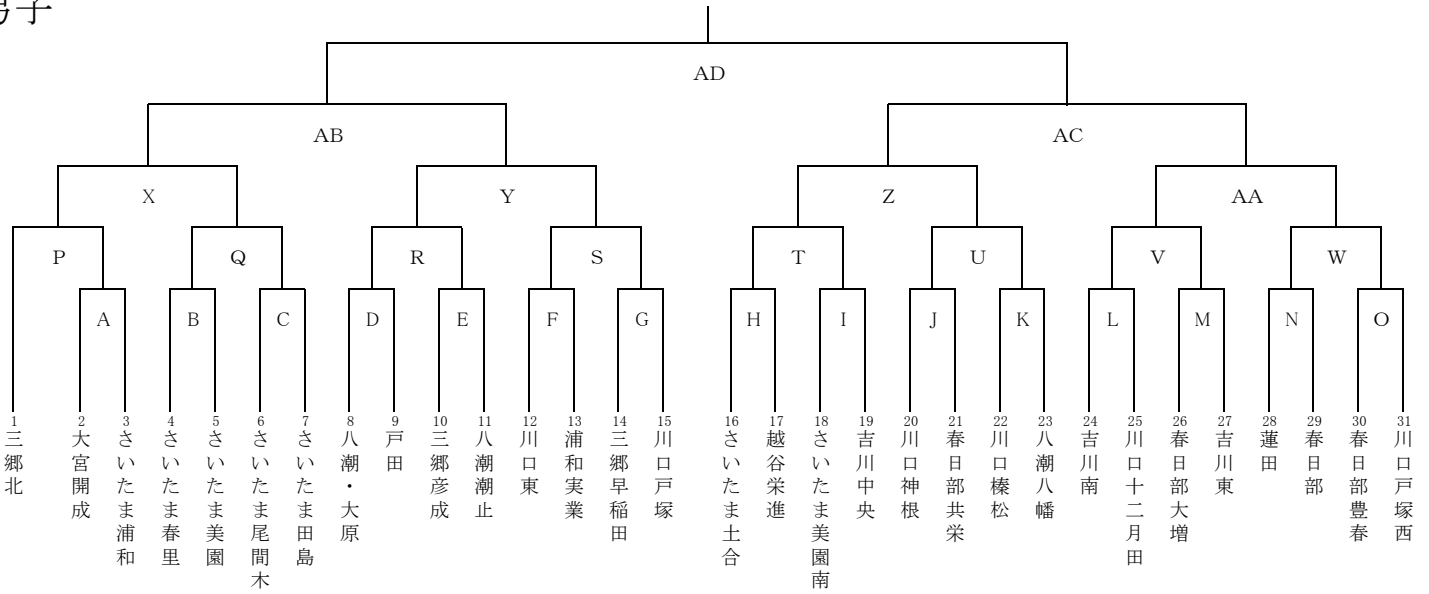 男子
AD
AB
AC
X
Y
Z
AA
P
Q
R
S
T
U
V
W
A
B
C
D
E
F
G
H
I
J
K
L
M
N
O
1 三郷北
2 大宮開成
3 さいたま浦和
4 さいたま春里
5 さいたま美園
6 さいたま尾間木
7 さいたま田島
8 八潮・大原
9 戸田
10 三郷彦成
11 八潮潮止
12 川口東
13 浦和実業
14 三郷早稲田
15 川口戸塚
16 さいたま土合
17 越谷栄進
18 さいたま美園南
19 吉川中央
20 川口神根
21 春日部共栄
22 川口榛松
23 八潮八幡
24 吉川南
25 川口十二月田
26 春日部大増
27 吉川東
28 蓮田
29 春日部
30 春日部豊春
31 川口戸塚西